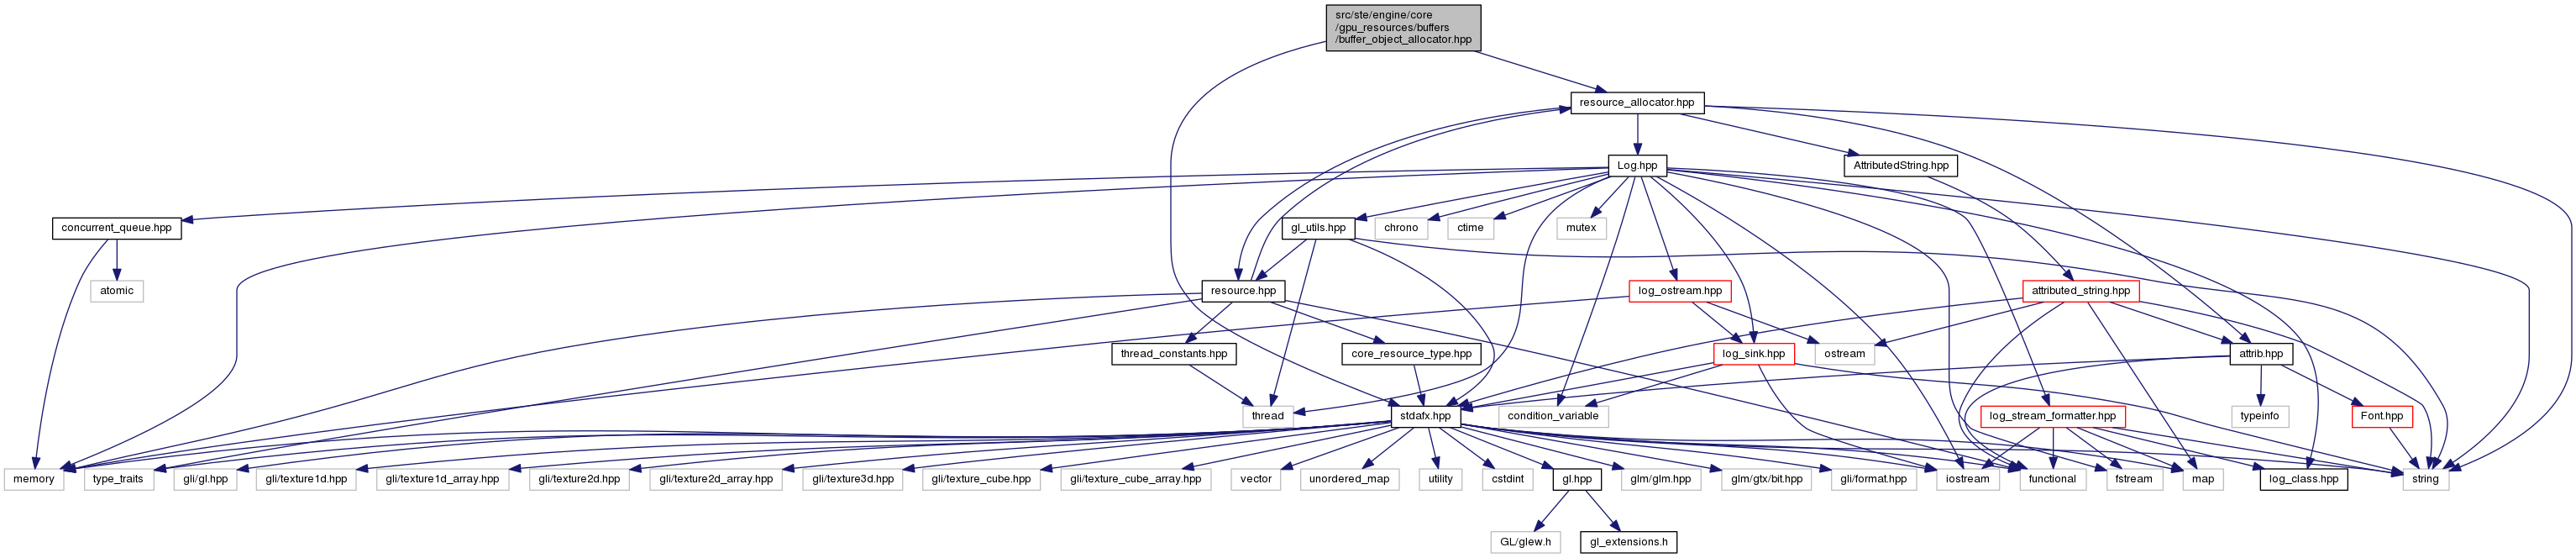 src/ste/engine/core
/gpu_resources/buffers
/buffer_object_allocator.hpp
resource_allocator.hpp
Log.hpp
AttributedString.hpp
concurrent_queue.hpp
gl_utils.hpp
chrono
ctime
mutex
atomic
resource.hpp
log_ostream.hpp
attributed_string.hpp
thread_constants.hpp
core_resource_type.hpp
log_sink.hpp
ostream
attrib.hpp
thread
stdafx.hpp
condition_variable
log_stream_formatter.hpp
typeinfo
Font.hpp
memory
type_traits
gli/gl.hpp
gli/texture1d.hpp
gli/texture1d_array.hpp
gli/texture2d.hpp
gli/texture2d_array.hpp
gli/texture3d.hpp
gli/texture_cube.hpp
gli/texture_cube_array.hpp
vector
unordered_map
utility
cstdint
gl.hpp
glm/glm.hpp
glm/gtx/bit.hpp
gli/format.hpp
iostream
functional
fstream
map
log_class.hpp
string
GL/glew.h
gl_extensions.h